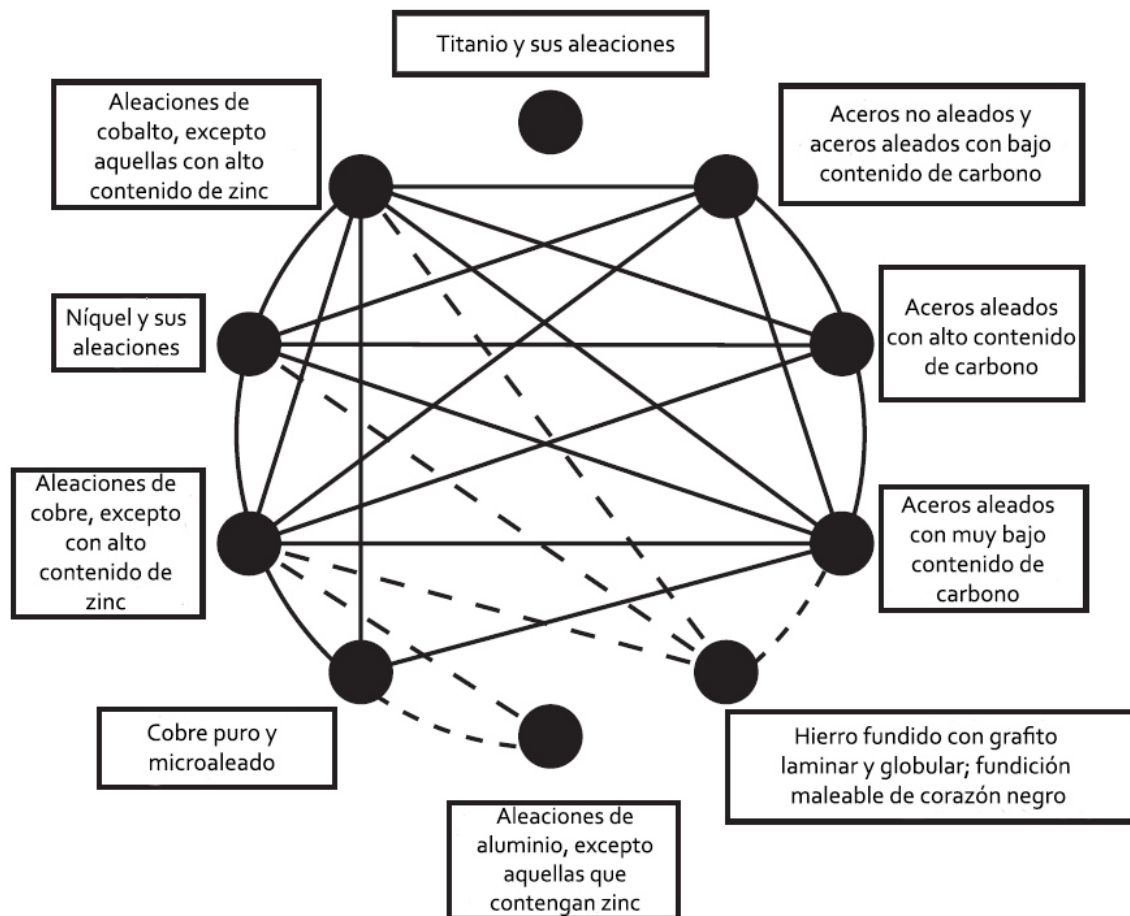 Titanio y sus aleaciones
Aleaciones de
cobalto, excepto
aquellas con alto
contenido de zinc
Aceros no aleados y
aceros aleados con bajo
contenido de carbono
Níquel y sus
aleaciones
Aceros aleados
con alto contenido
de carbono
Aleaciones de
cobre, excepto
con alto
contenido de
zinc
Aceros aleados
con muy bajo
contenido de
carbono
Cobre puro y
microaleado
Hierro fundido con grafito
laminar y globular; fundición
maleable de corazón negro
Aleaciones de
aluminio, excepto
aquellas que
contengan zinc